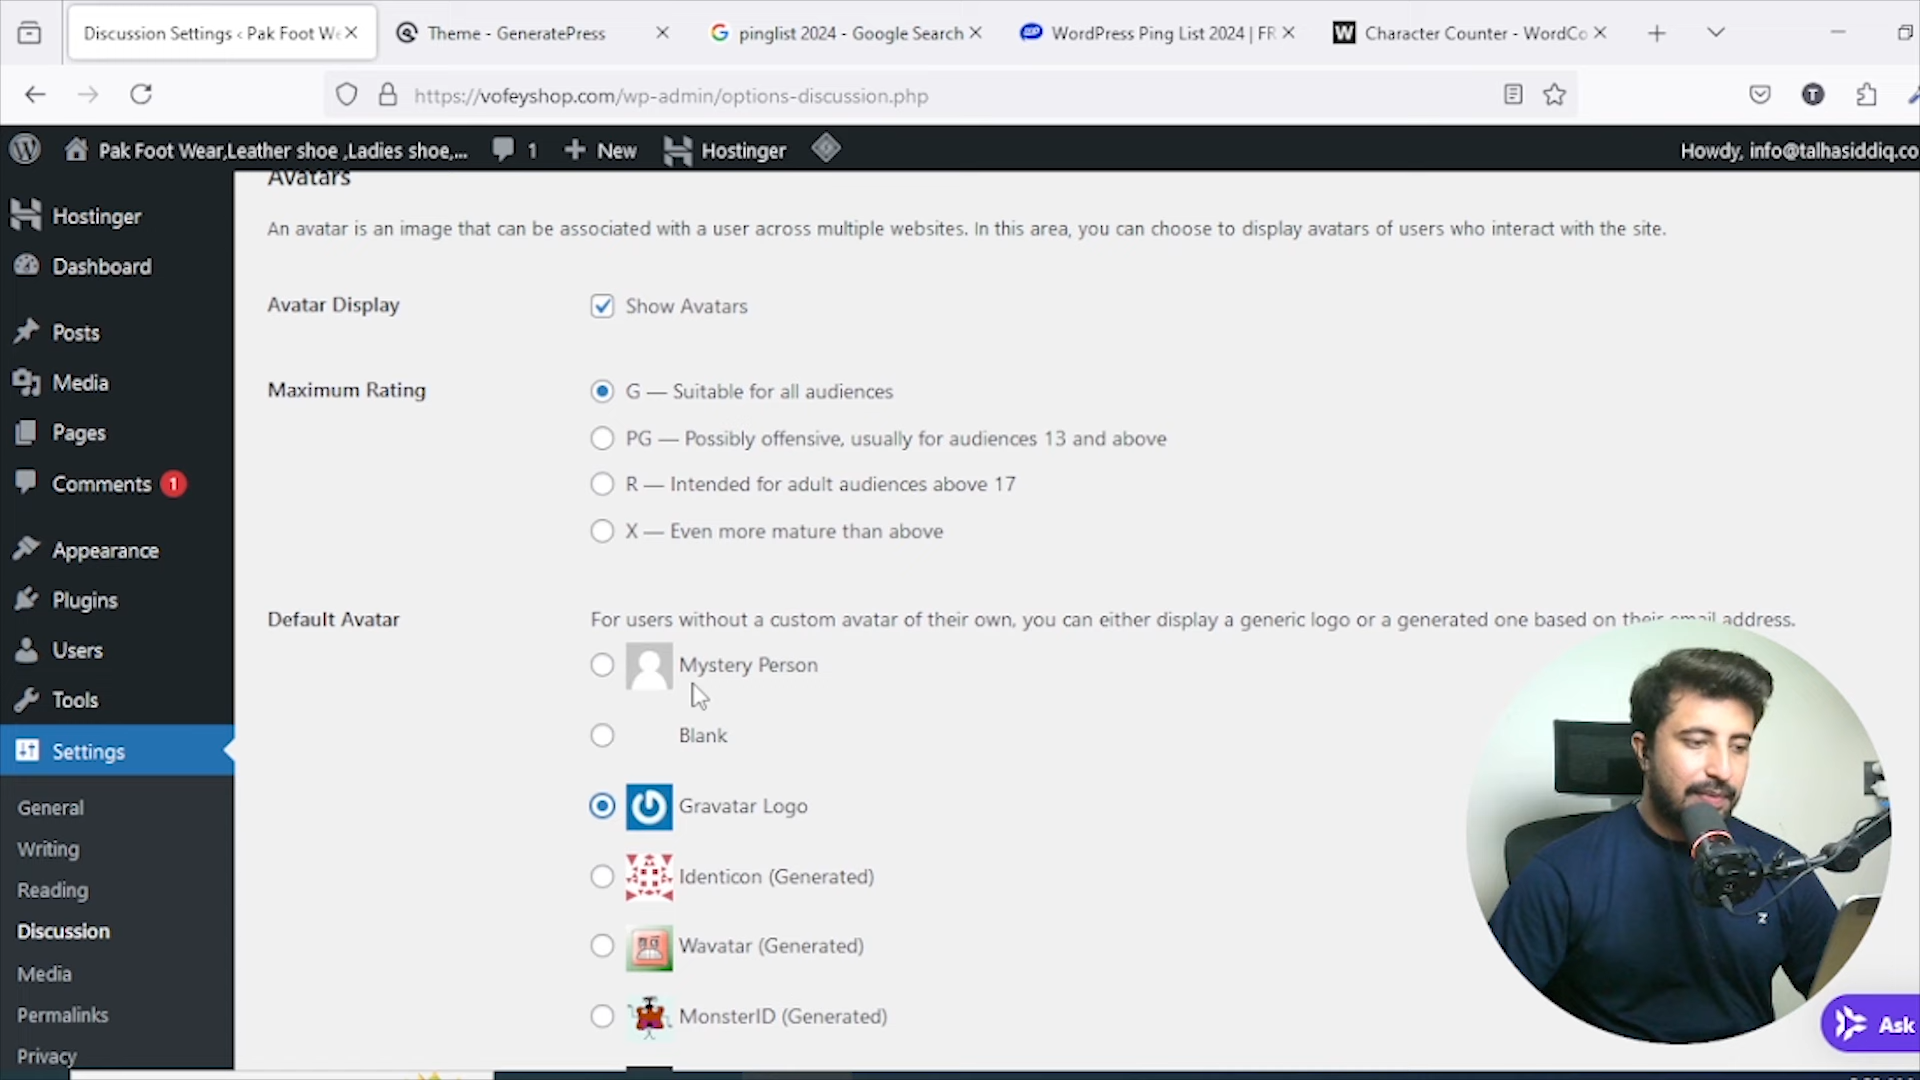 Discussion Settings ‹ Pak Foot We
Theme - GeneratePress
pinglist 2024 - Google Search
WordPress Ping List 2024 | FR
Character Counter - WordCo
https://vofeyshop.com/wp-admin/options-discussion.php
T
Pak Foot Wear,Leather shoe ,Ladies shoe,...
1
New
Hostinger
Howdy, info@talhasiddiq.co
Hostinger
Dashboard
Posts
Media
Pages
Comments 1
Appearance
Plugins
Users
Tools
Settings
General
Writing
Reading
Discussion
Media
Permalinks
Privacy
Avatars
An avatar is an image that can be associated with a user across multiple websites. In this area, you can choose to display avatars of users who interact with the site.
Avatar Display
Show Avatars
Maximum Rating
G — Suitable for all audiences
PG — Possibly offensive, usually for audiences 13 and above
R — Intended for adult audiences above 17
X — Even more mature than above
Default Avatar
For users without a custom avatar of their own, you can either display a generic logo or a generated one based on their email address.
Mystery Person
Blank
Gravatar Logo
Identicon (Generated)
Wavatar (Generated)
MonsterID (Generated)
Z
Ask